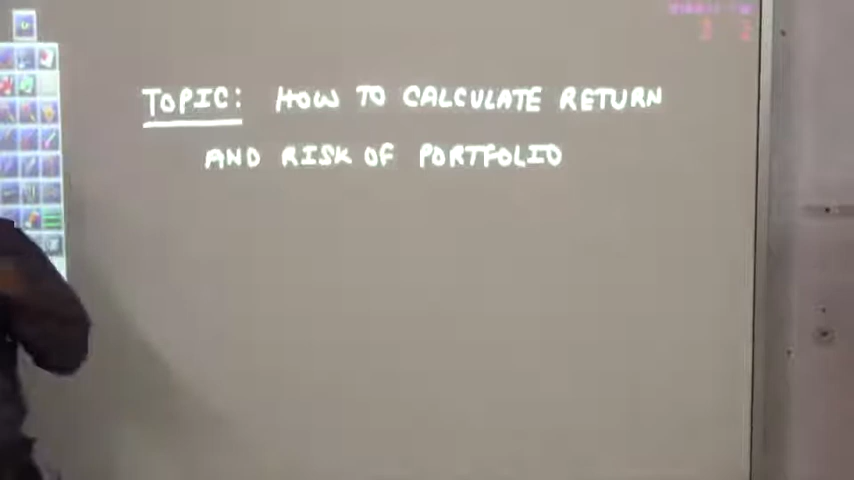 TOPIC: HOW TO CALCULATE RETURN
AND RISK OF PORTFOLIO